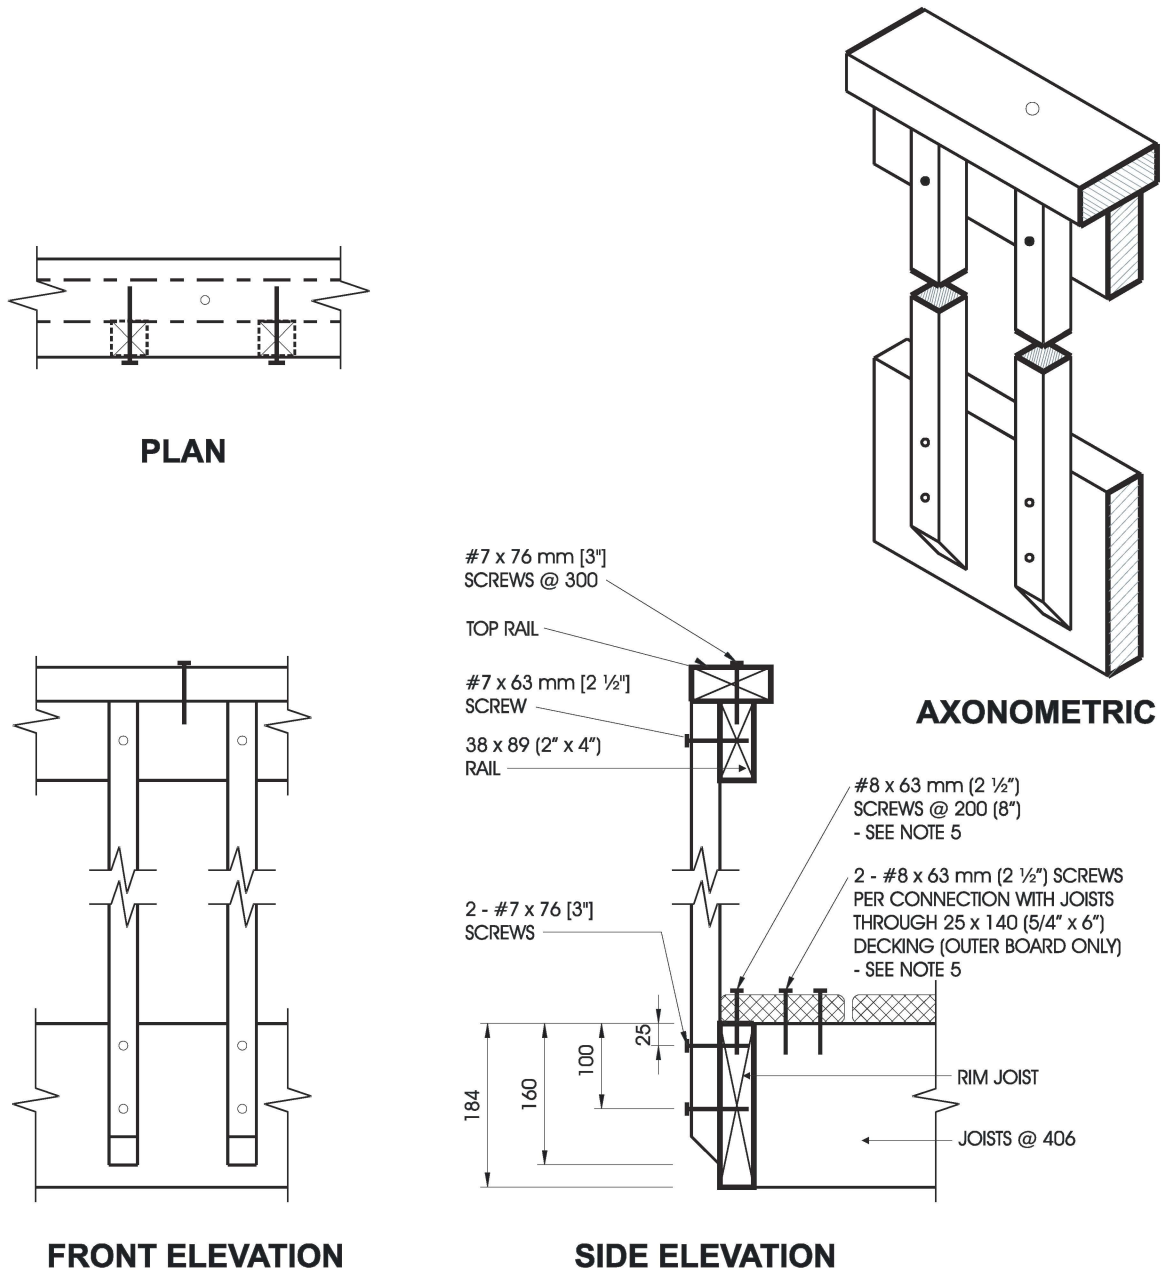 PLAN
AXONOMETRIC
#7 x 76 mm [3"]
SCREWS @ 300
TOP RAIL
#7 x 63 mm [2 ½"]
SCREW
38 x 89 (2” x 4”)
RAIL
#8 x 63 mm (2 ½”)
SCREWS @ 200 (8”)
- SEE NOTE 5
2 - #8 x 63 mm (2 ½”) SCREWS
PER CONNECTION WITH JOISTS
THROUGH 25 x 140 (5/4” x 6”)
DECKING (OUTER BOARD ONLY)
- SEE NOTE 5
2 - #7 x 76 [3"]
SCREWS
184
160
100
25
RIM JOIST
JOISTS @ 406
FRONT ELEVATION
SIDE ELEVATION